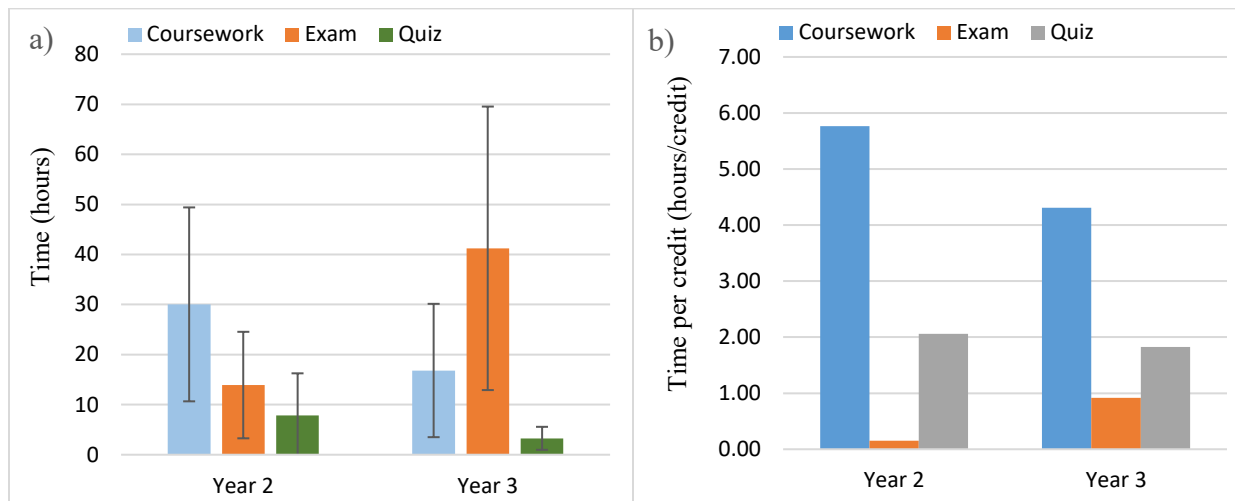 a)
Coursework Exam Quiz
Time (hours)
80
70
60
50
40
30
20
10
0
Year 2 Year 3
b)
Coursework Exam Quiz
Time per credit (hours/credit)
7.00
6.00
5.00
4.00
3.00
2.00
1.00
0.00
Year 2 Year 3